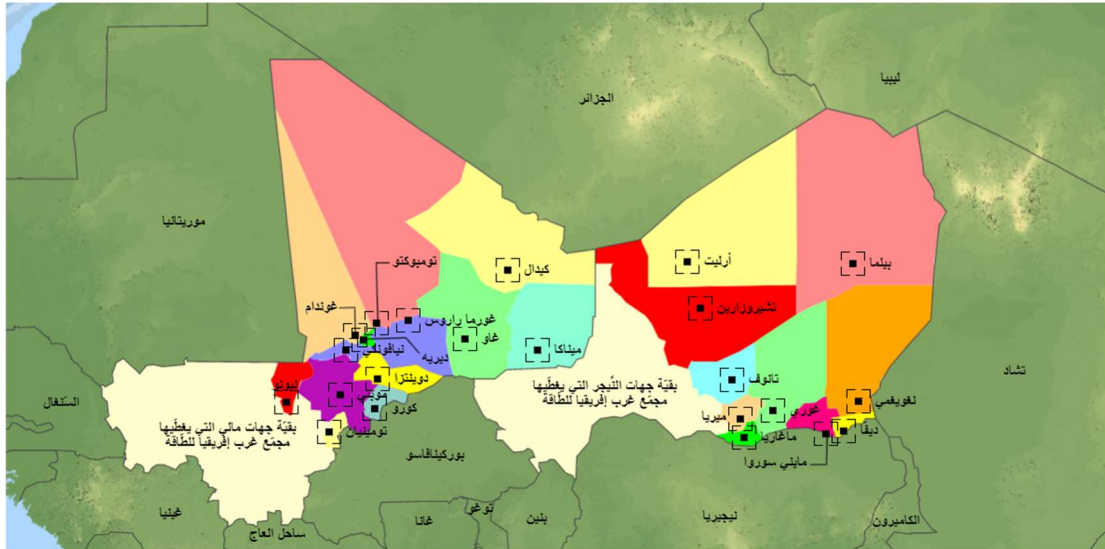 ليبيا
الجزائر
موريتانيا
تومبوكتو
كيدال
أرليت
بيلما
غوندام
غورما راروس
تشيروزارين
نيافونكي
ديريه
غاو
ميناكا
دوينتزا
تانوف
تشاد
نيونو
موبتي
بقيّة جهات النّيجر التي يغطّيها
مجمّع غرب إفريقيا للطّاقة
نغويغمي
السّنغال
كورو
ميريا
غوري
ديفا
بقيّة جهات مالي التي يغطّيها
مجمّع غرب إفريقيا للطّاقة
تومينيان
ماغاريا
مايني سوروا
بوركينافاسو
غينيا
ساحل العاج
غانا
توغو
بنين
نيجيريا
الكاميرون